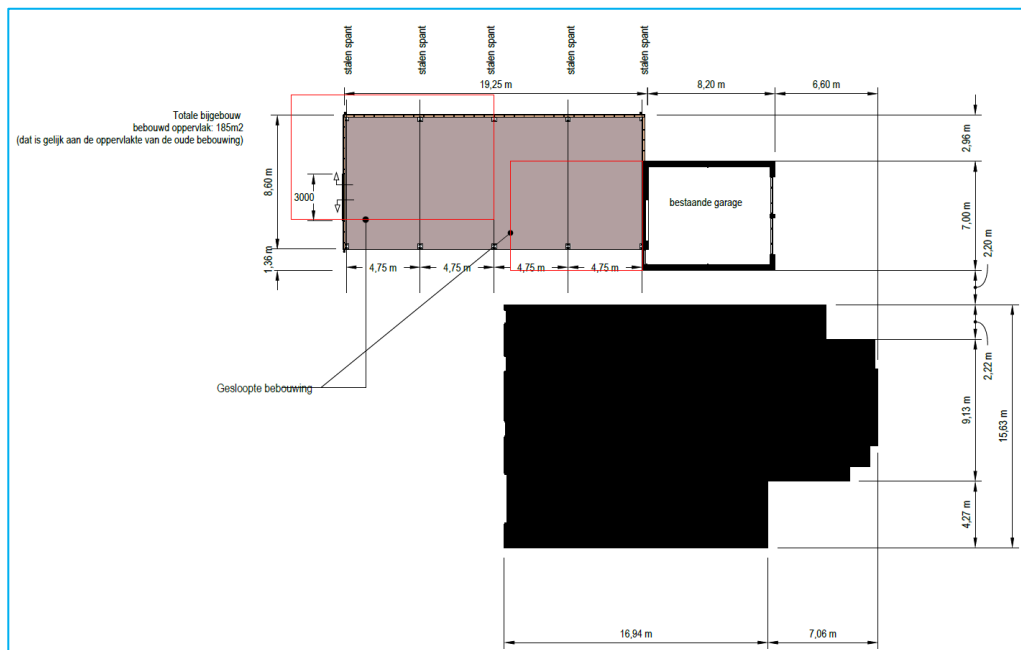 stalen spant
stalen spant
stalen spant
stalen spant
stalen spant
19,25 m
8,20 m
6,60 m
Totale bijgebouw
bebouwd oppervlak: 185m2
(dat is gelijk aan de oppervlakte van de oude bebouwing)
8,60 m
3000
1,36 m
4,75 m
4,75 m
4,75 m
4,75 m
bestaande garage
2,96 m
7,00 m
2,20 m
Gesloopte bebouwing
2,22 m
9,13 m
15,63 m
4,27 m
16,94 m
7,06 m